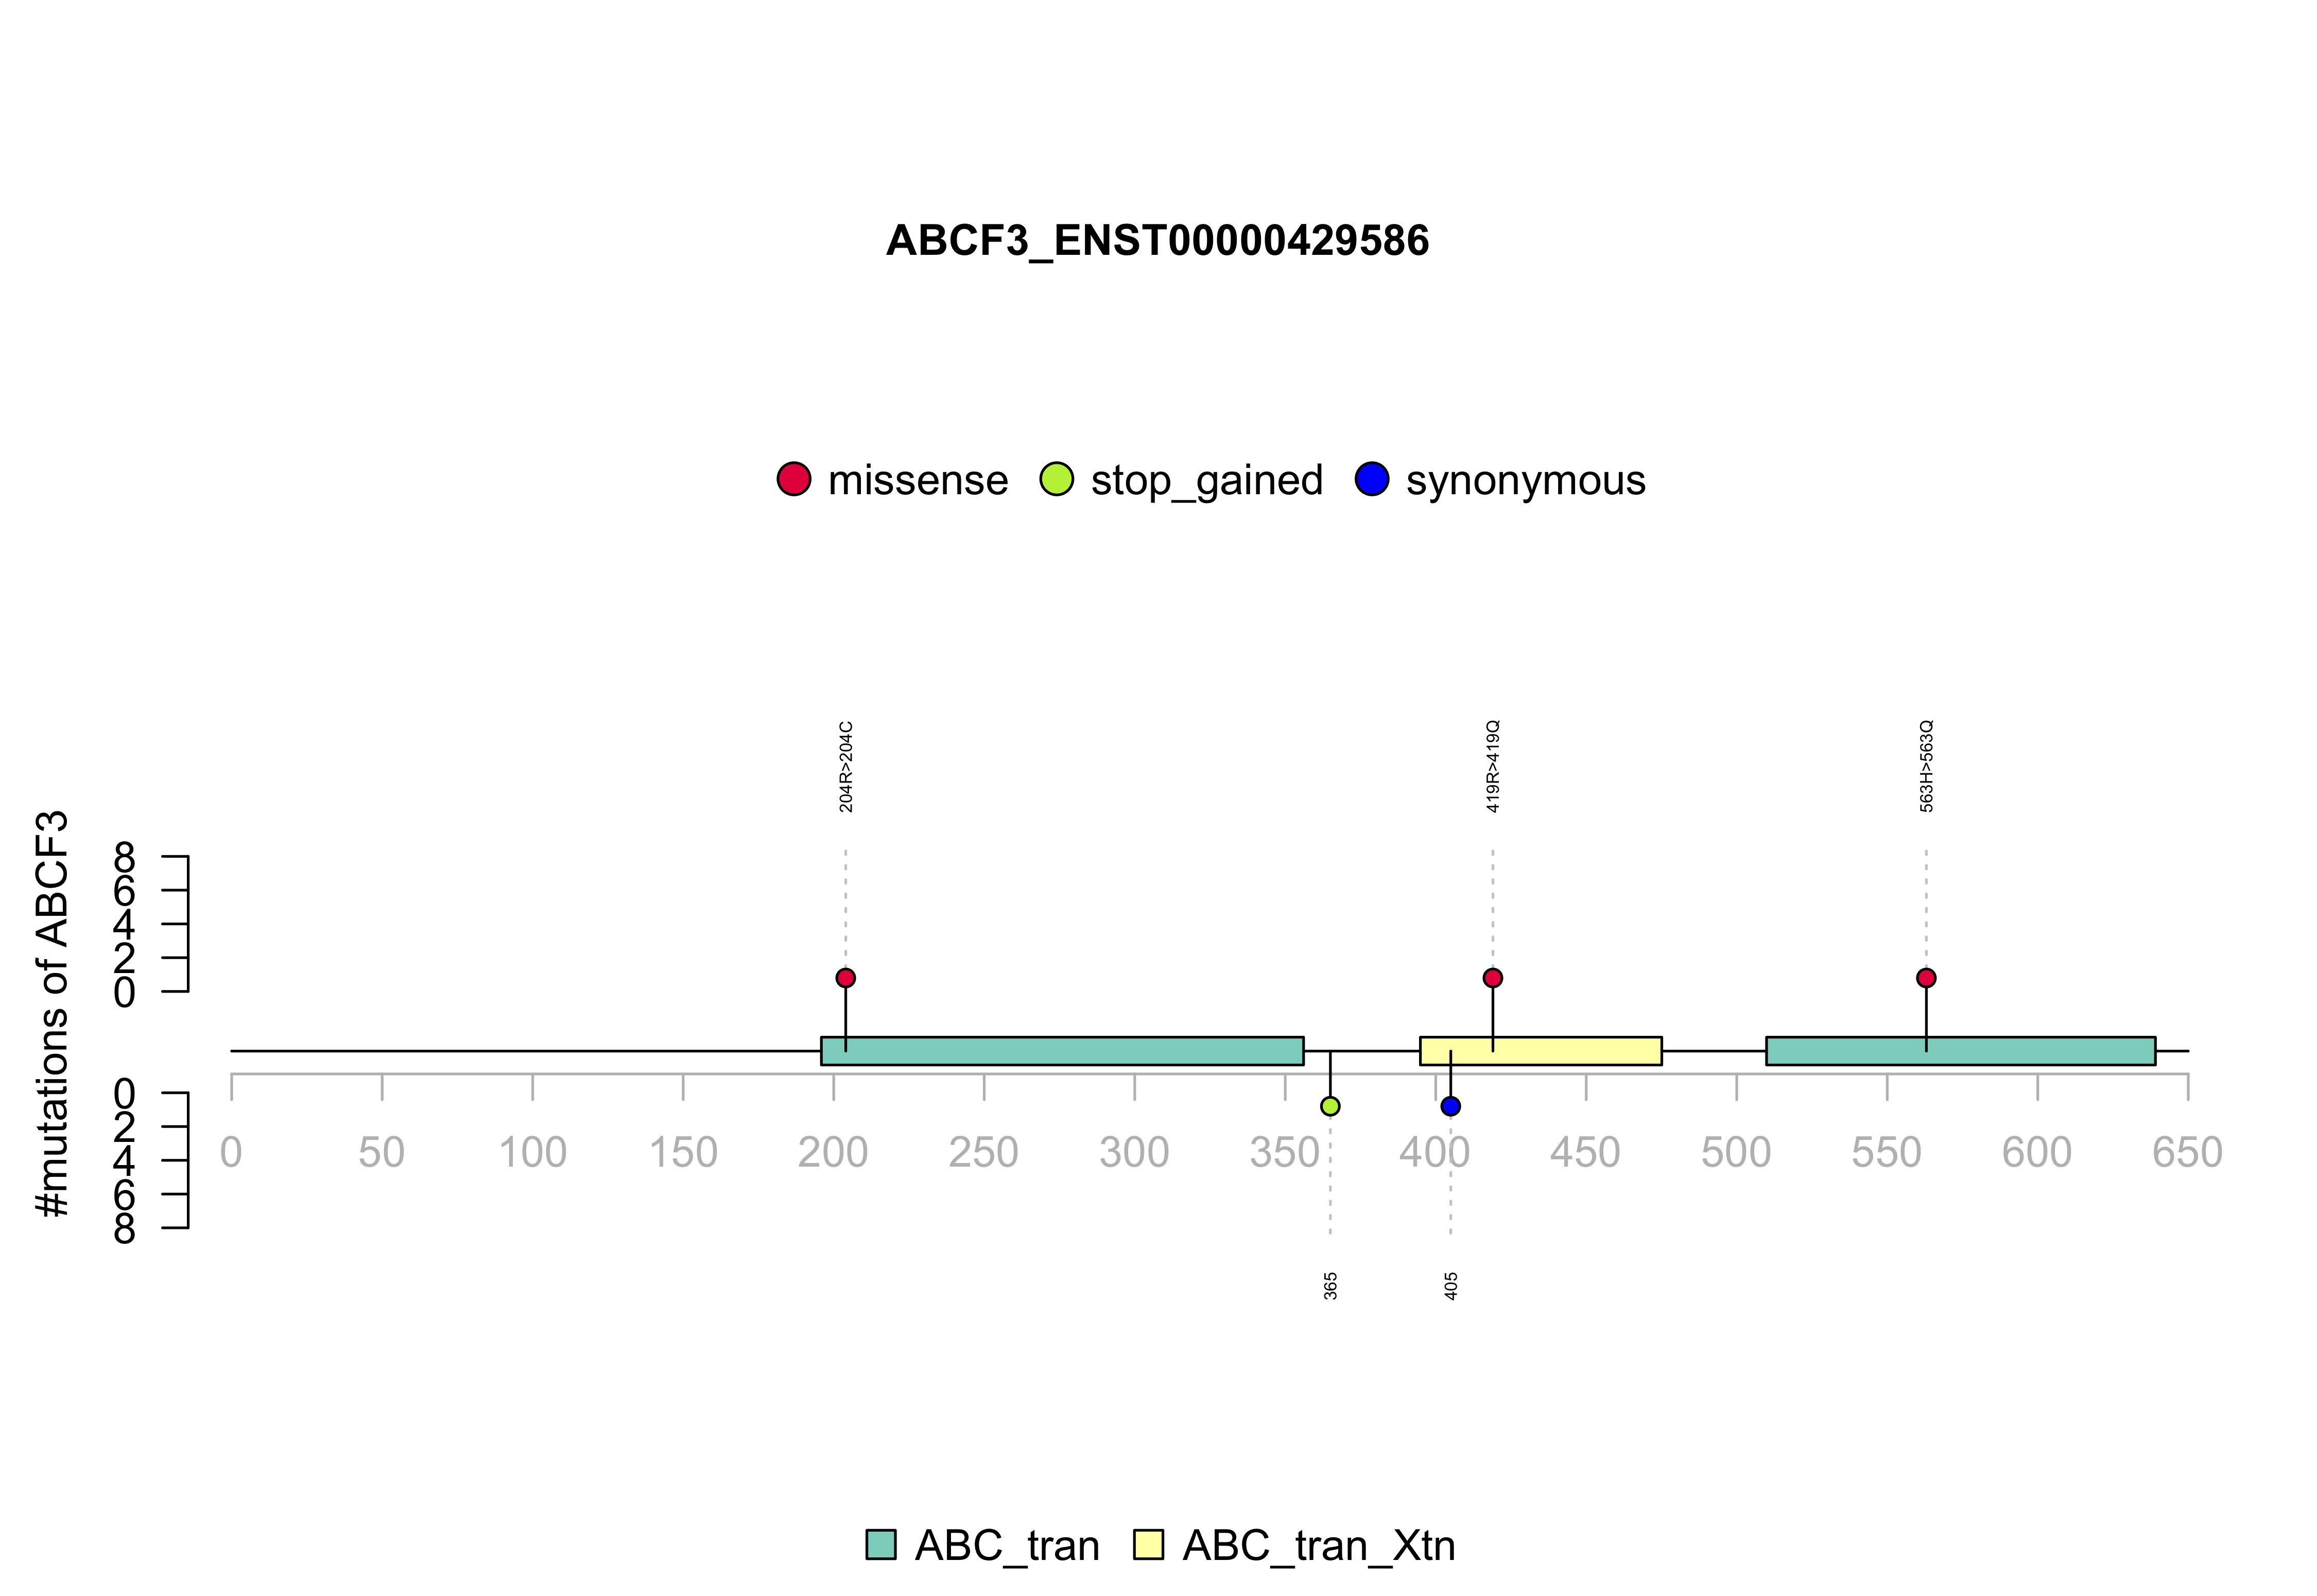 ABCF3_ENST00000429586
missense stop_gained synonymous
204R>204C 419R>419Q 563H>563Q
#mutations of ABCF3
8
6
4
2
0
0
2
4
6
8
0 50 100 150 200 250 300 350 400 450 500 550 600 650
365 405
ABC_tran ABC_tran_Xtn